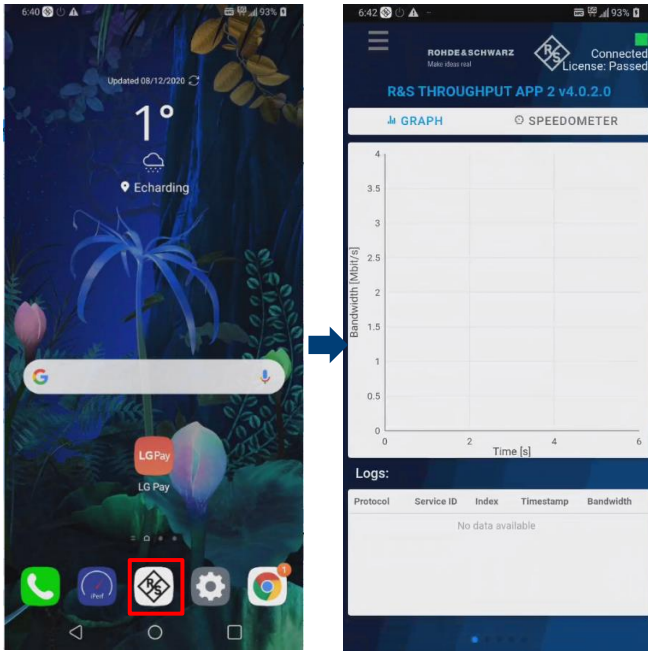 6:40
93%
Updated 08/12/2020
1°
Echarding
G
LG Pay
LG Pay
iPerf
R&S
1
6:42
93%
ROHDE&SCHWARZ
Make ideas real
R&S
Connected
License: Passed
R&S THROUGHPUT APP 2 v4.0.2.0
GRAPH
SPEEDOMETER
Bandwidth [Mbit/s]
4
3.5
3
2.5
2
1.5
1
0.5
0
0 2 4 6
Time [s]
Logs:
Protocol Service ID Index Timestamp Bandwidth
No data available